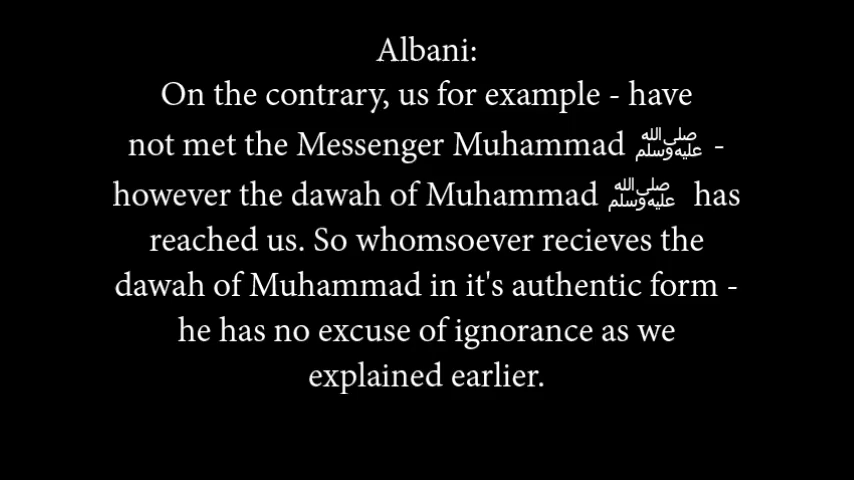 Albani:
On the contrary, us for example - have
not met the Messenger Muhammad ﷺ -
however the dawah of Muhammad ﷺ has
reached us. So whomsoever recieves the
dawah of Muhammad in it's authentic form -
he has no excuse of ignorance as we
explained earlier.